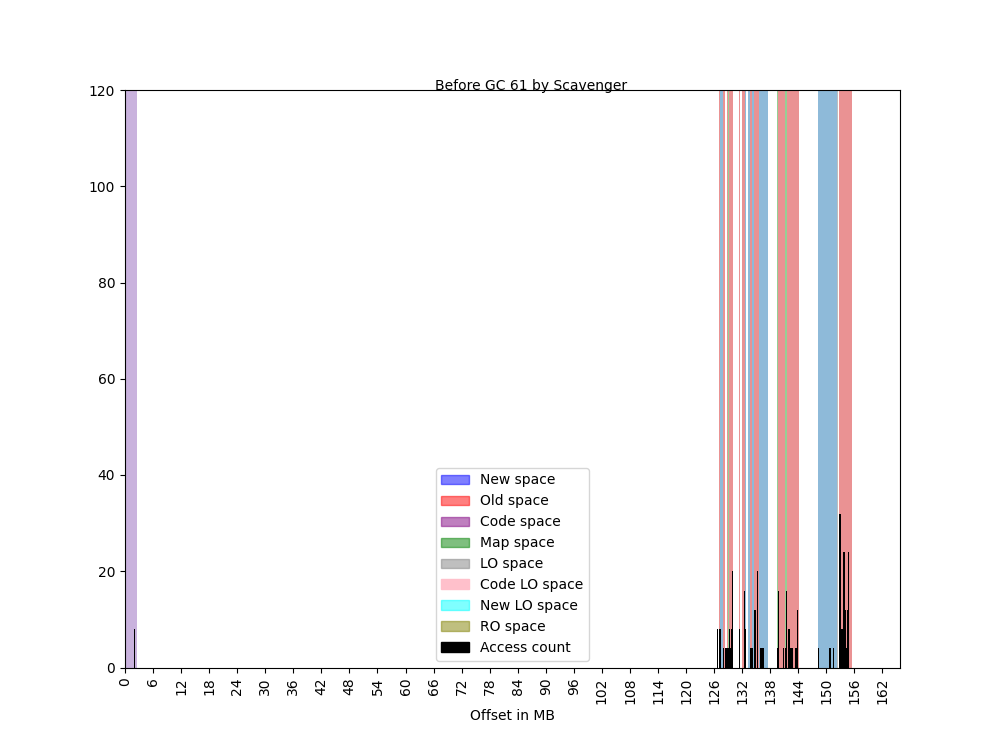 Before GC 61 by Scavenger
120
100
80
60
40
20
0
New space
Old space
Code space
Map space
LO space
Code LO space
New LO space
RO space
Access count
0 6 12 18 24 30 36 42 48 54 60 66 72 78 84 90 96 102 108 114 120 126 132 138 144 150 156 162
Offset in MB